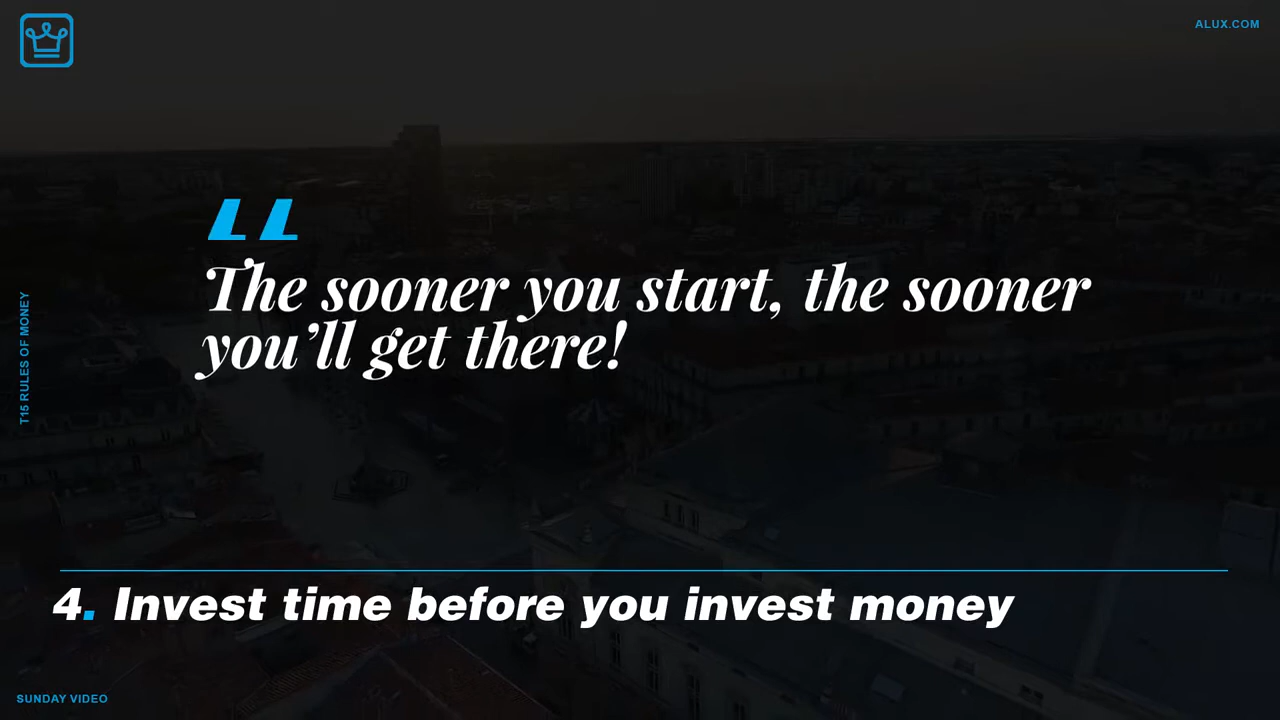 ALUX.COM
T15 RULES OF MONEY
The sooner you start, the sooner
you’ll get there!
4. Invest time before you invest money
SUNDAY VIDEO